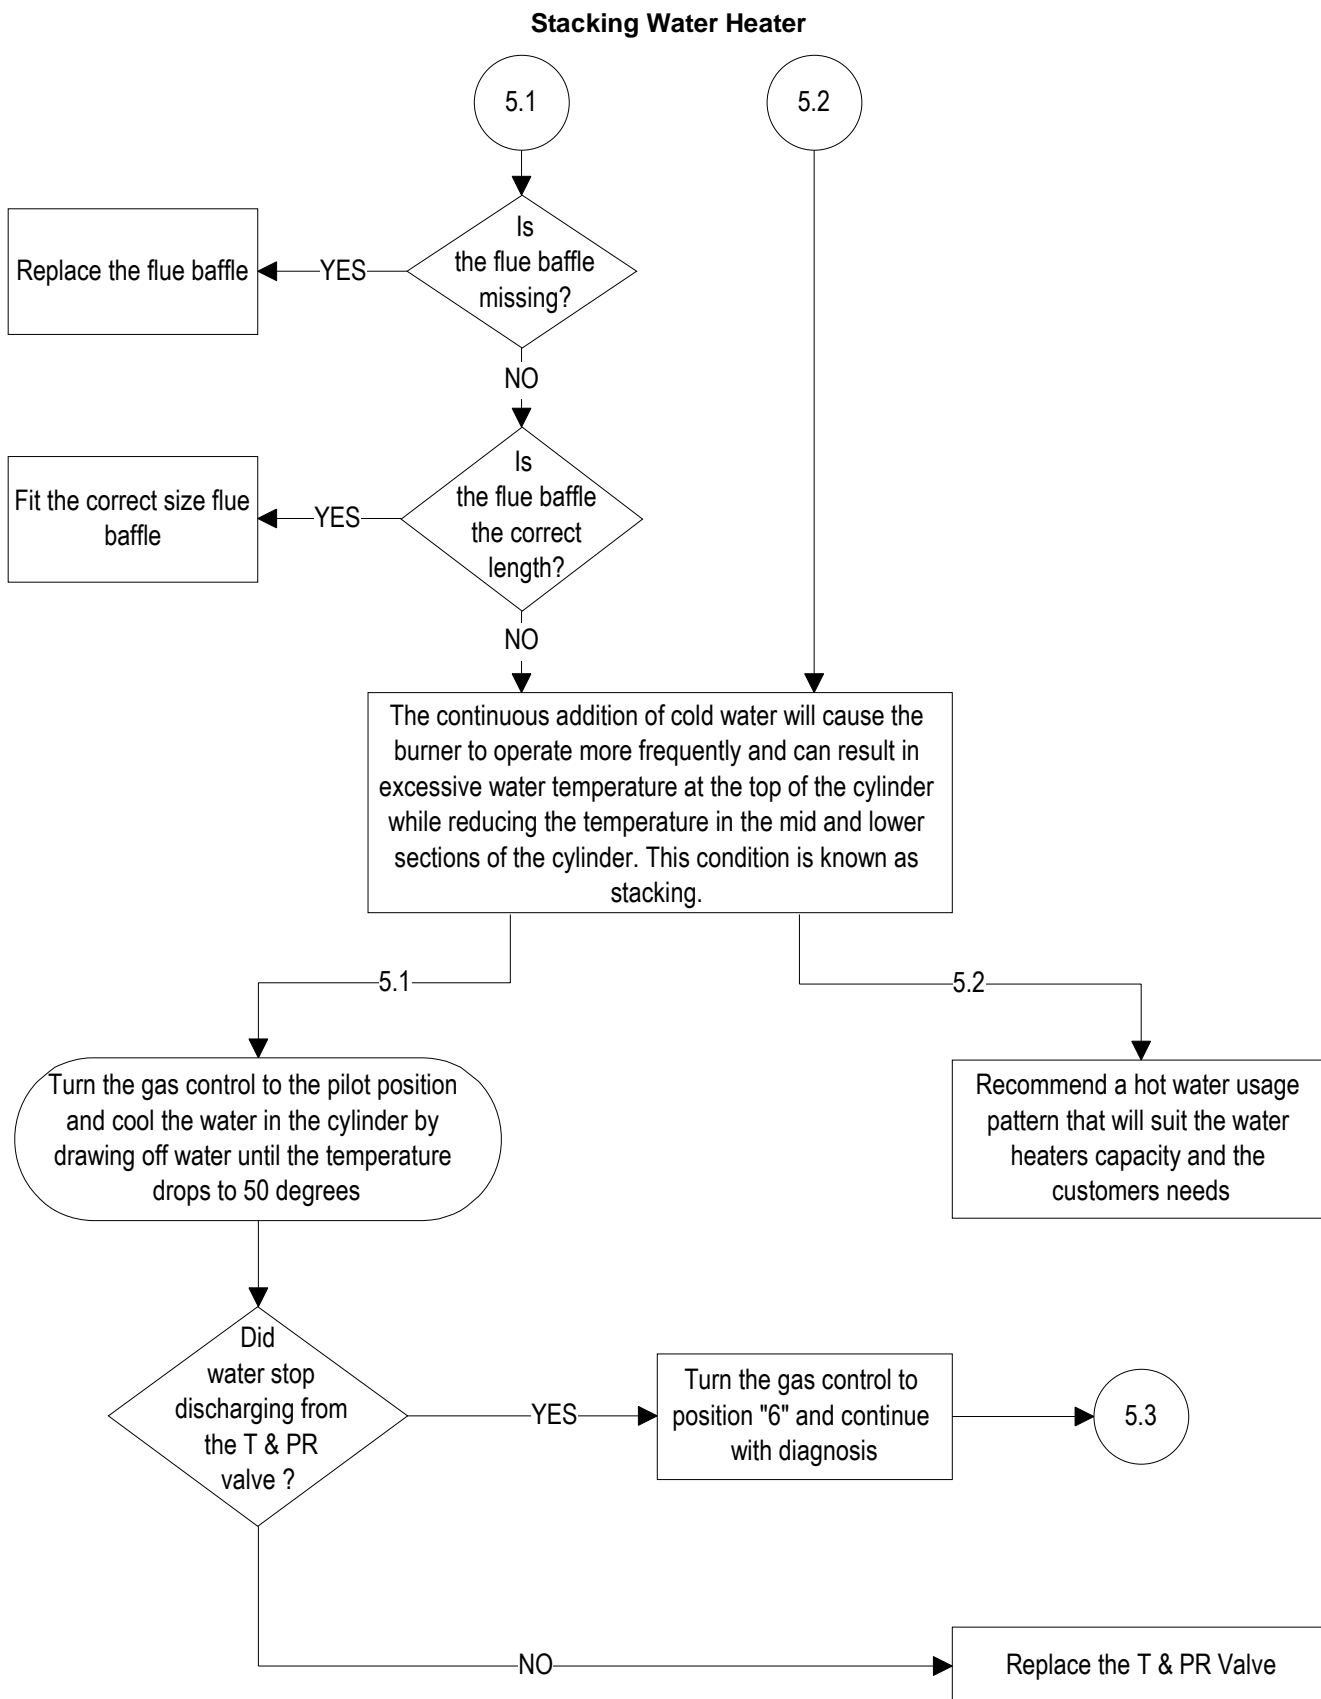 Stacking Water Heater
5.1
5.2
Is
the flue baffle
missing?
YES
Replace the flue baffle
NO
Is
the flue baffle
the correct
length?
YES
Fit the correct size flue
baffle
NO
The continuous addition of cold water will cause the
burner to operate more frequently and can result in
excessive water temperature at the top of the cylinder
while reducing the temperature in the mid and lower
sections of the cylinder. This condition is known as
stacking.
5.1
5.2
Turn the gas control to the pilot position
and cool the water in the cylinder by
drawing off water until the temperature
drops to 50 degrees
Recommend a hot water usage
pattern that will suit the water
heaters capacity and the
customers needs
Did
water stop
discharging from
the T & PR
valve ?
YES
Turn the gas control to
position "6" and continue
with diagnosis
5.3
NO
Replace the T & PR Valve